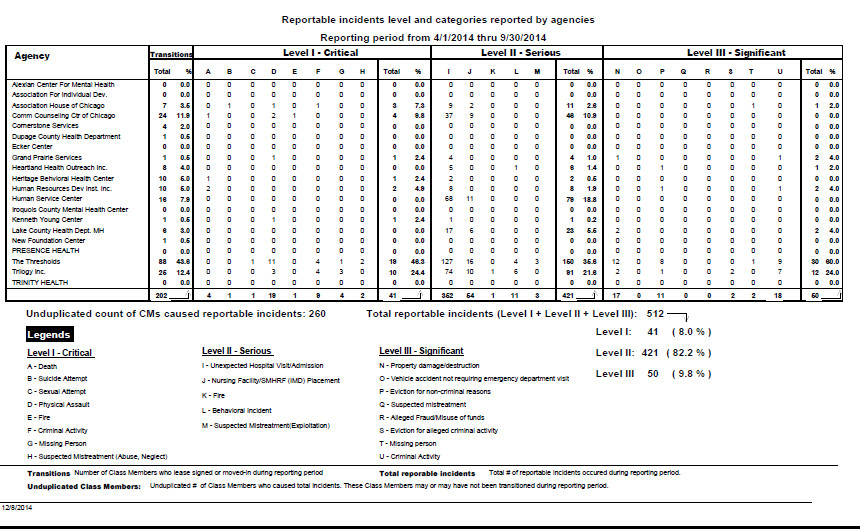 Reportable incidents level and categories reported by agencies
Reporting period from 4/1/2014 thru 9/30/2014
Agency Transitions Level I - Critical Level II - Serious Level III - Significant
Total % A B C D E F G H Total % I J K L M Total % N O P Q R S T U Total %
Alexian Center For Mental Health 0 0.0 0 0 0 0 0 0 0 0 0 0.0 0 0 0 0 0 0 0.0 0 0 0 0 0 0 0 0 0 0.0
Association For Individual Dev. 0 0.0 0 0 0 0 0 0 0 0 0 0.0 0 0 0 0 0 0 0.0 0 0 0 0 0 0 0 0 0 0.0
Association House of Chicago 7 3.5 0 1 0 1 0 1 0 0 3 7.3 9 2 0 0 0 11 2.6 0 0 0 0 0 0 1 0 1 2.0
Comm Counseling Ctr of Chicago 24 11.9 1 0 0 2 1 0 0 0 4 9.8 37 9 0 0 0 46 10.9 0 0 0 0 0 0 0 0 0 0.0
Cornerstone Services 4 2.0 0 0 0 0 0 0 0 0 0 0.0 0 0 0 0 0 0 0.0 0 0 0 0 0 0 0 0 0 0.0
Dupage County Health Department 1 0.5 0 0 0 0 0 0 0 0 0 0.0 0 0 0 0 0 0 0.0 0 0 0 0 0 0 0 0 0 0.0
Ecker Center 0 0.0 0 0 0 0 0 0 0 0 0 0.0 0 0 0 0 0 0 0.0 0 0 0 0 0 0 0 0 0 0.0
Grand Prairie Services 1 0.5 0 0 0 1 0 0 0 0 1 2.4 4 0 0 0 0 4 1.0 1 0 0 0 0 0 0 1 2 4.0
Heartland Health Outreach Inc. 8 4.0 0 0 0 0 0 0 0 0 0 0.0 5 0 0 1 0 6 1.4 0 0 1 0 0 0 0 0 1 2.0
Heritage Behvioral Health Center 10 5.0 1 0 0 0 0 0 0 0 1 2.4 2 0 0 0 0 2 0.5 0 0 0 0 0 0 0 0 0 0.0
Human Resources Dev Inst. Inc. 10 5.0 2 0 0 0 0 0 0 0 2 4.9 8 0 0 0 0 8 1.9 0 0 1 0 0 0 0 1 2 4.0
Human Service Center 16 7.9 0 0 0 0 0 0 0 0 0 0.0 68 11 0 0 0 79 18.8 0 0 0 0 0 0 0 0 0 0.0
Iroquois County Mental Health Center 0 0.0 0 0 0 0 0 0 0 0 0 0.0 0 0 0 0 0 0 0.0 0 0 0 0 0 0 0 0 0 0.0
Kenneth Young Center 1 0.5 0 0 0 1 0 0 0 0 1 2.4 1 0 0 0 0 1 0.2 0 0 0 0 0 0 0 0 0 0.0
Lake County Health Dept. MH 6 3.0 0 0 0 0 0 0 0 0 0 0.0 17 6 0 0 0 23 5.5 2 0 0 0 0 0 0 0 2 4.0
New Foundation Center 1 0.5 0 0 0 0 0 0 0 0 0 0.0 0 0 0 0 0 0 0.0 0 0 0 0 0 0 0 0 0 0.0
PRESENCE HEALTH 0 0.0 0 0 0 0 0 0 0 0 0 0.0 0 0 0 0 0 0 0.0 0 0 0 0 0 0 0 0 0 0.0
The Thresholds 88 43.6 0 0 1 11 0 4 1 2 19 46.3 127 16 0 4 3 150 35.6 12 0 8 0 0 0 1 9 30 60.0
Trilogy Inc. 25 12.4 0 0 0 3 0 4 3 0 10 24.4 74 10 1 6 0 91 21.6 2 0 1 0 0 2 0 7 12 24.0
TRINITY HEALTH 0 0.0 0 0 0 0 0 0 0 0 0 0.0 0 0 0 0 0 0 0.0 0 0 0 0 0 0 0 0 0 0.0
202 4 1 1 19 1 9 4 2 41 352 54 1 11 3 421 17 0 11 0 0 2 2 18 50
Unduplicated count of CMs caused reportable incidents: 260 Total reportable incidents (Level I + Level II + Level III): 512
Level I: 41 ( 8.0 % )
Level II: 421 ( 82.2 % )
Level III 50 ( 9.8 % )
Legends
Level I - Critical
A - Death
B - Suicide Attempt
C - Sexual Attempt
D - Physical Assault
E - Fire
F - Criminal Activity
G - Missing Person
H - Suspected Mistreatment (Abuse, Neglect)
Level II - Serious
I - Unexpected Hospital Visit/Admission
J - Nursing Facility/SMHRF (IMD) Placement
K - Fire
L - Behavioral Incident
M - Suspected Mistreatment(Exploitation)
Level III - Significant
N - Property damage/destruction
O - Vehicle accident not requiring emergency department visit
P - Eviction for non-criminal reasons
Q - Suspected mistreatment
R - Alleged Fraud/Misuse of funds
S - Eviction for alleged criminal activity
T - Missing person
U - Criminal Activity
Transitions Number of Class Members who lease signed or moved-in during reporting period Total reporable incidents Total # of reportable incidents occured during reporting period.
Unduplicated Class Members: Unduplicated # of Class Members who caused total incidents. These Class Members may or may have not been transitioned during reporting period.
12/8/2014